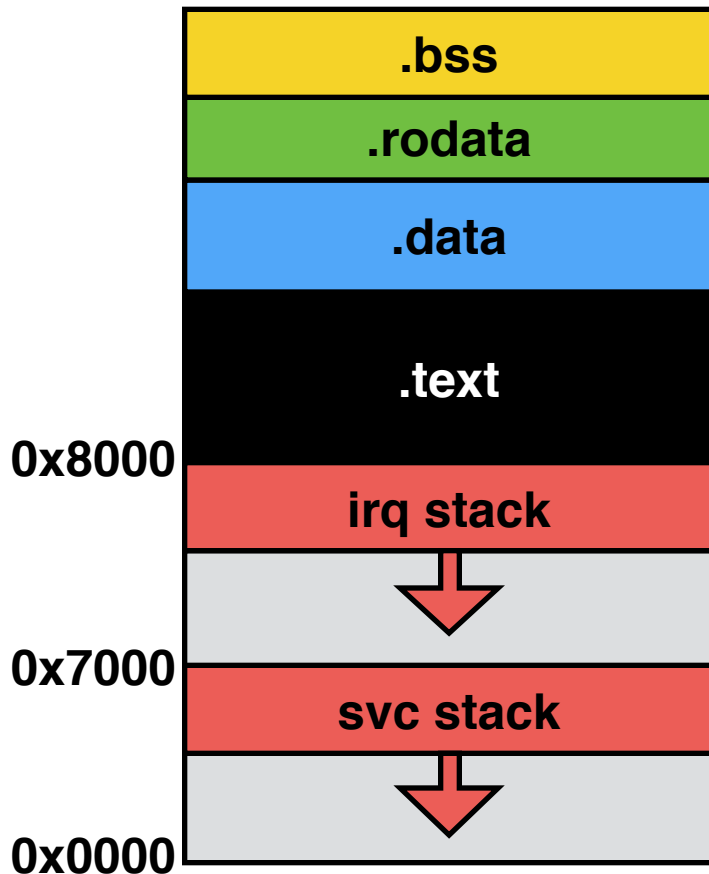 .bss
.rodata
.data
.text
0x8000
irq stack
0x7000
svc stack
0x0000